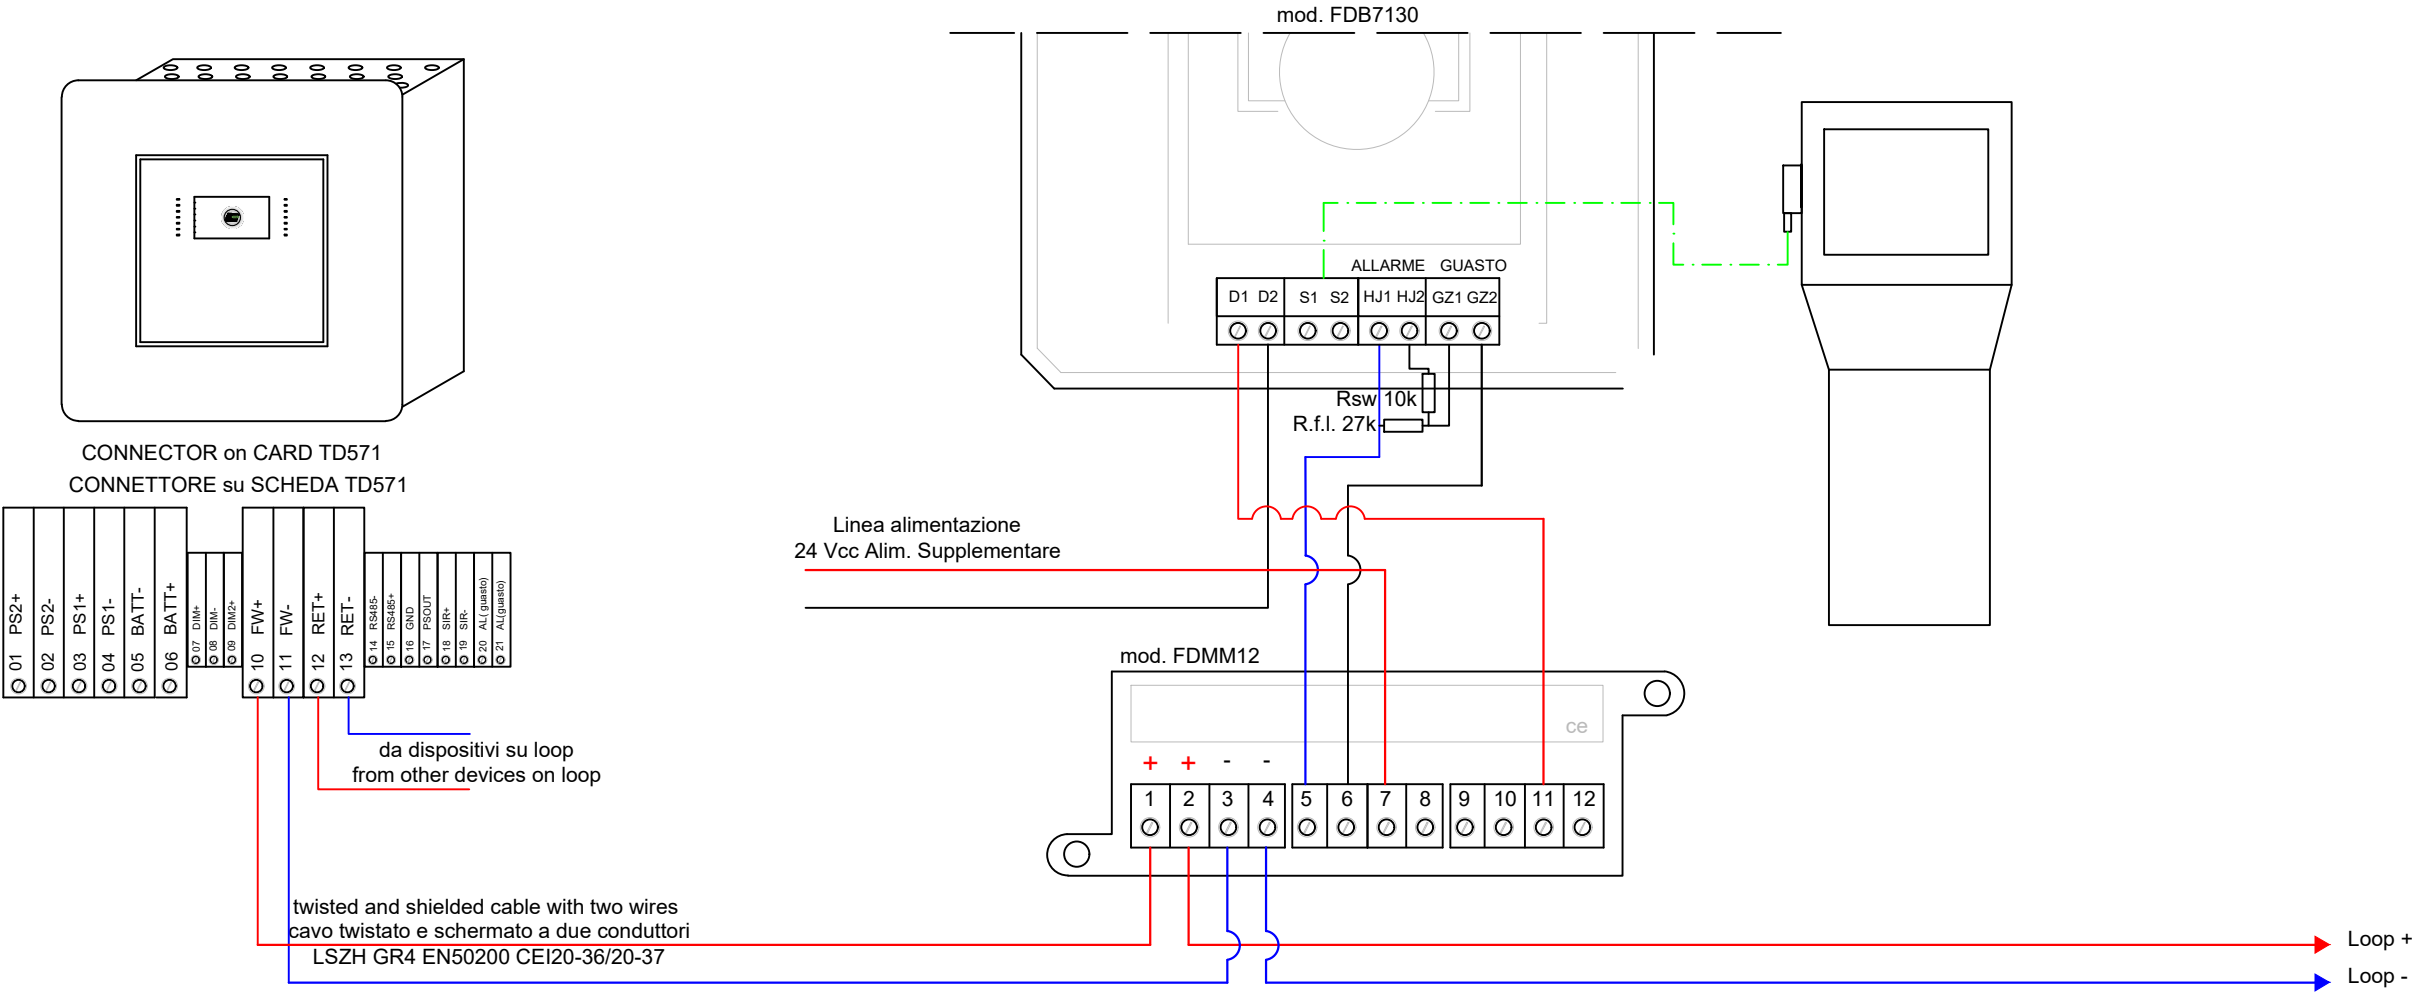 mod. FDB7130
ALLARME GUASTO
D1 D2 S1 S2 HJ1 HJ2 GZ1 GZ2
Rsw 10k
R.f.l. 27k
CONNECTOR on CARD TD571
CONNETTORE su SCHEDA TD571
01 PS2+
02 PS2-
03 PS1+
04 PS1-
05 BATT-
06 BATT+
07 DIM+
08 DIM-
09 DIM2+
10 FW+
11 FW-
12 RET+
13 RET-
14 RS485-
15 RS485+
16 GND
17 PSOUT
18 SIR+
19 SIR-
20 AL( guasto)
21 AL(guasto)
Linea alimentazione
24 Vcc Alim. Supplementare
mod. FDMM12
ce
+ + - -
1 2 3 4 5 6 7 8 9 10 11 12
da dispositivi su loop
from other devices on loop
twisted and shielded cable with two wires
cavo twistato e schermato a due conduttori
LSZH GR4 EN50200 CEI20-36/20-37
Loop +
Loop -